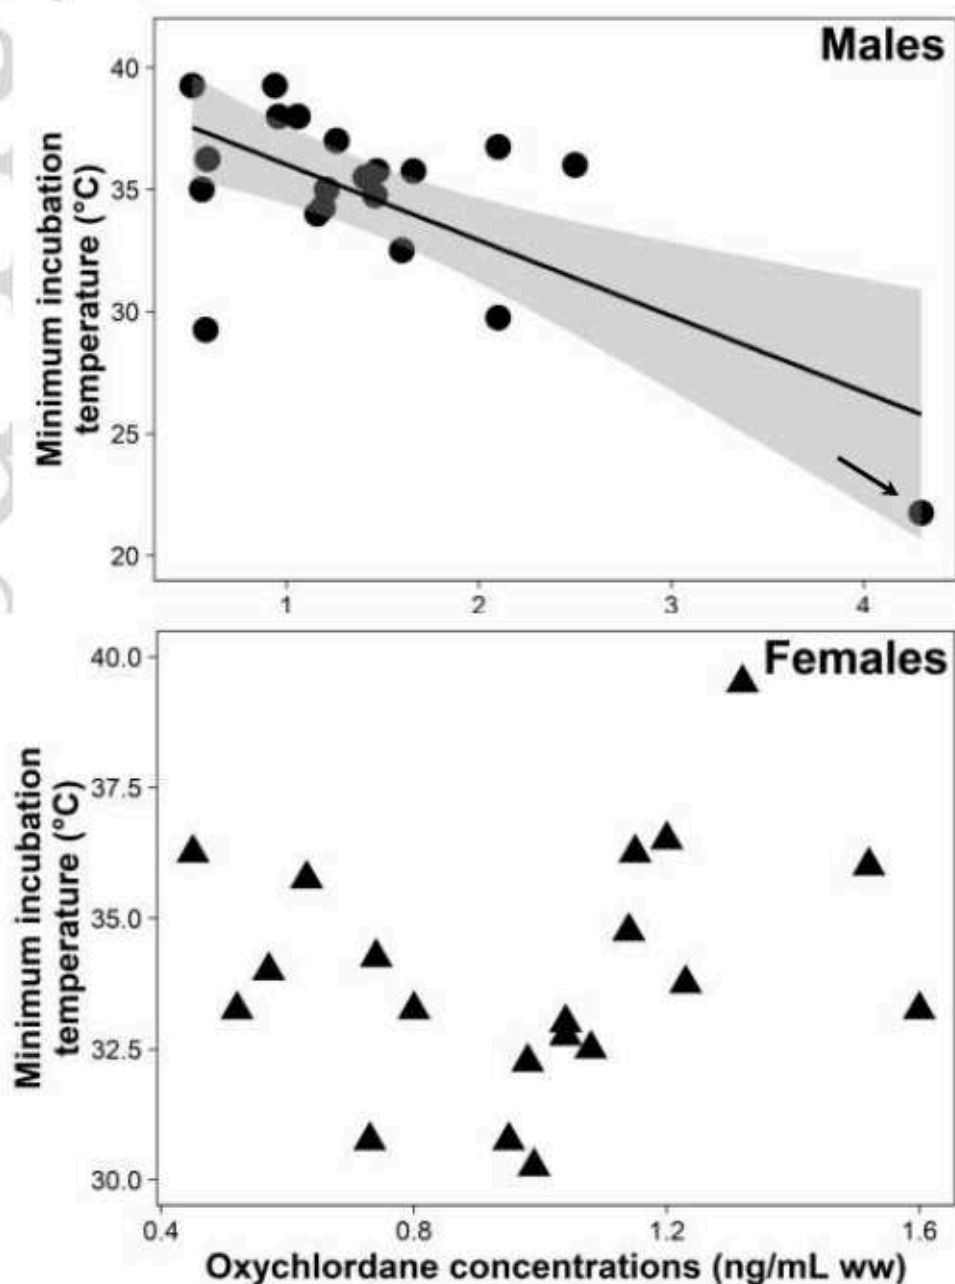 Males
Minimum incubation
temperature (°C)
40
35
30
25
20
1 2 3 4
Females
Minimum incubation
temperature (°C)
40.0
37.5
35.0
32.5
30.0
0.4 0.8 1.2 1.6
Oxychlordane concentrations (ng/mL ww)